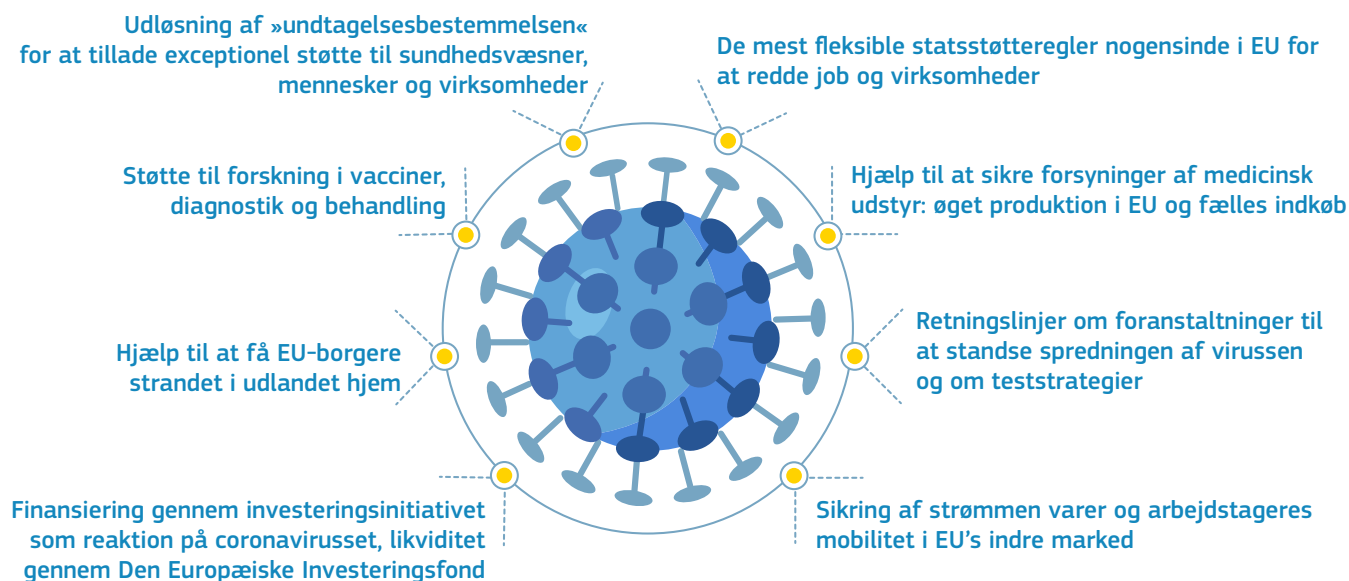 Udløsning af »undtagelsesbestemmelsen«
for at tillade exceptionel støtte til sundhedsvæsner,
mennesker og virksomheder
De mest fleksible statsstøtteregler nogensinde i EU for
at redde job og virksomheder
Støtte til forskning i vacciner,
diagnostik og behandling
Hjælp til at sikre forsyninger af medicinsk
udstyr: øget produktion i EU og fælles indkøb
Hjælp til at få EU-borgere
strandet i udlandet hjem
Retningslinjer om foranstaltninger til
at standse spredningen af virussen
og om teststrategier
Finansiering gennem investeringsinitiativet
som reaktion på coronavirusset, likviditet
gennem Den Europæiske Investeringsfond
Sikring af strømmen varer og arbejdstageres
mobilitet i EU's indre marked